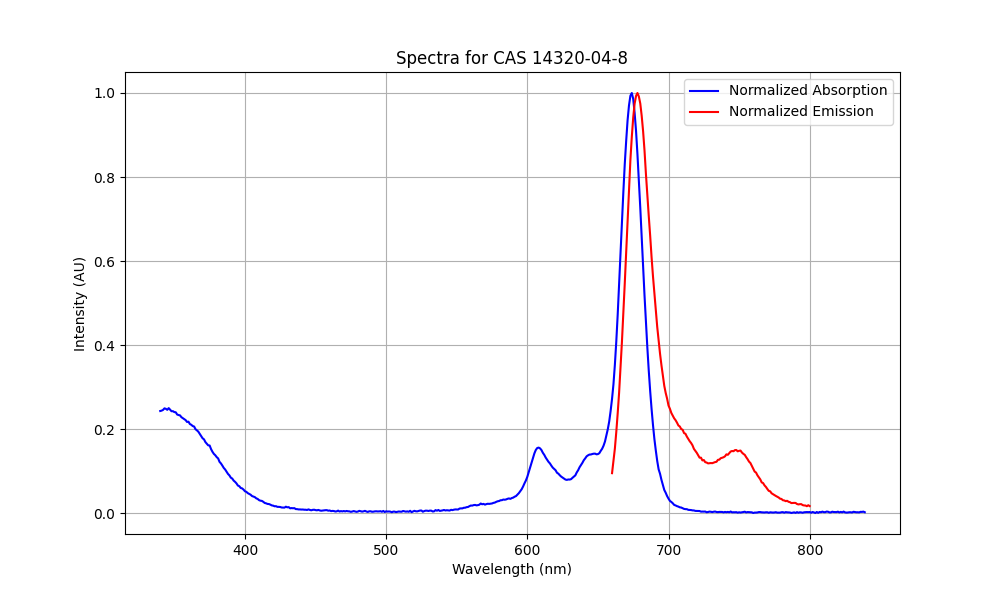 Spectra for CAS 14320-04-8
Normalized Absorption
Normalized Emission
1.0
0.8
0.6
0.4
0.2
0.0
Intensity (AU)
400 500 600 700 800
Wavelength (nm)